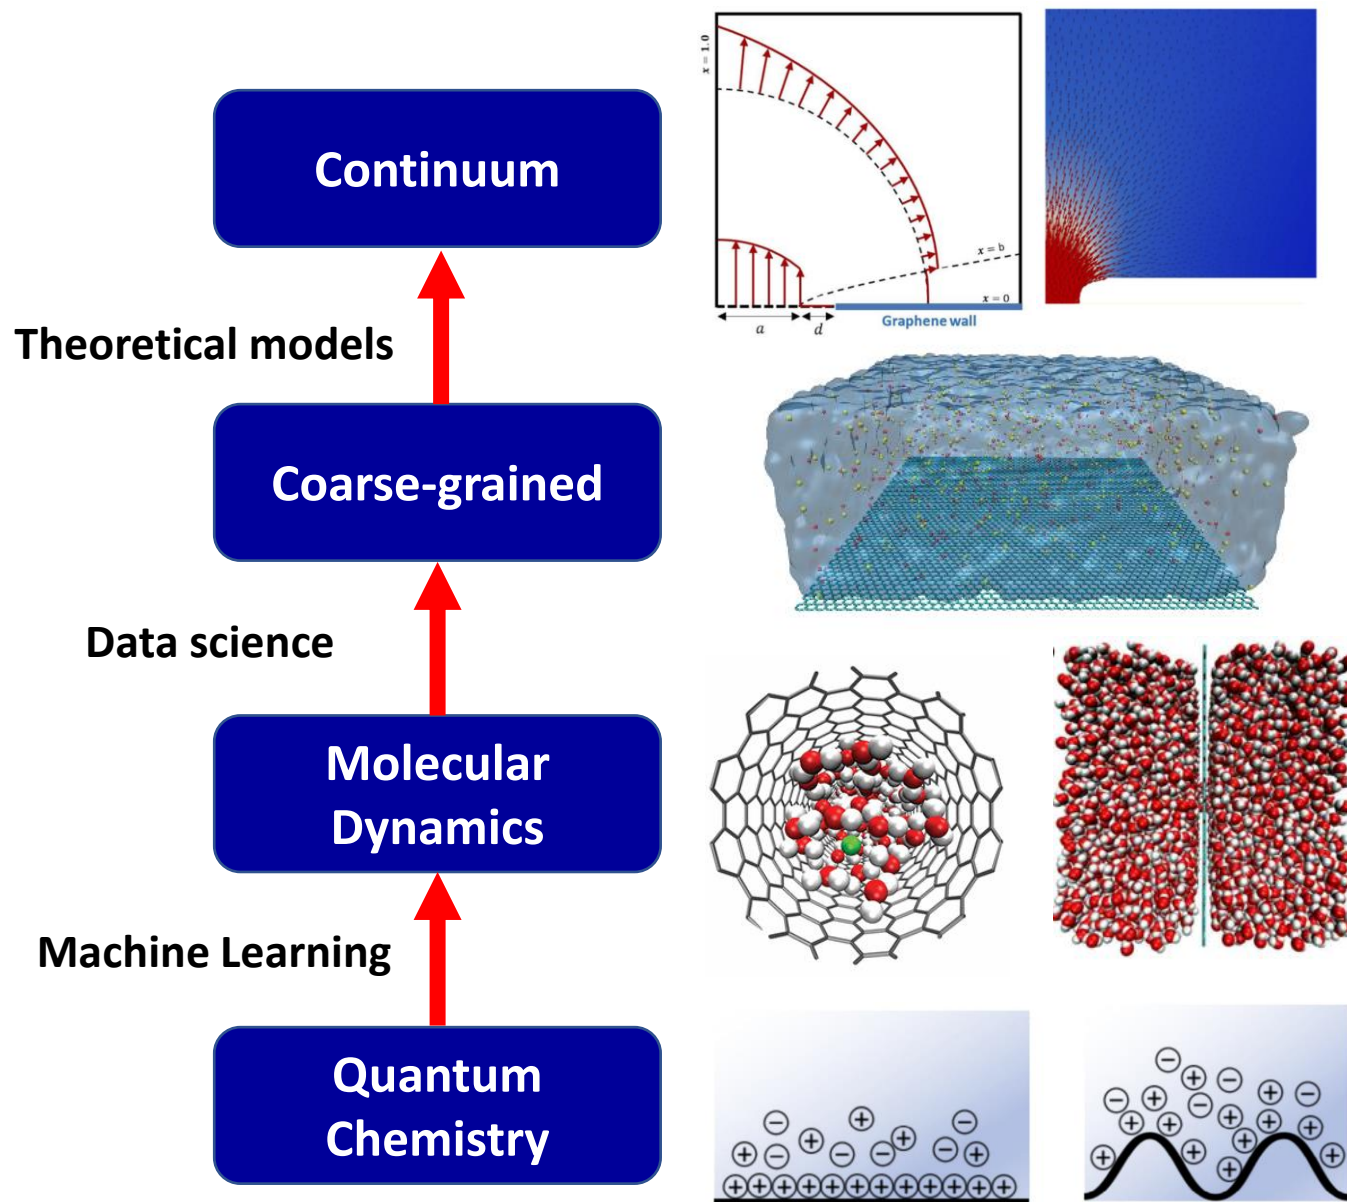 Continuum
Theoretical models
Coarse-grained
Data science
Molecular
Dynamics
Machine Learning
Quantum
Chemistry
x = 1.0
x = b
x = 0
a
d
Graphene wall
− + − + − + −
+ − − + − +
+ + + + + + + + + + + +
− + − + −
− + − + +
+ + + +
+ + + +